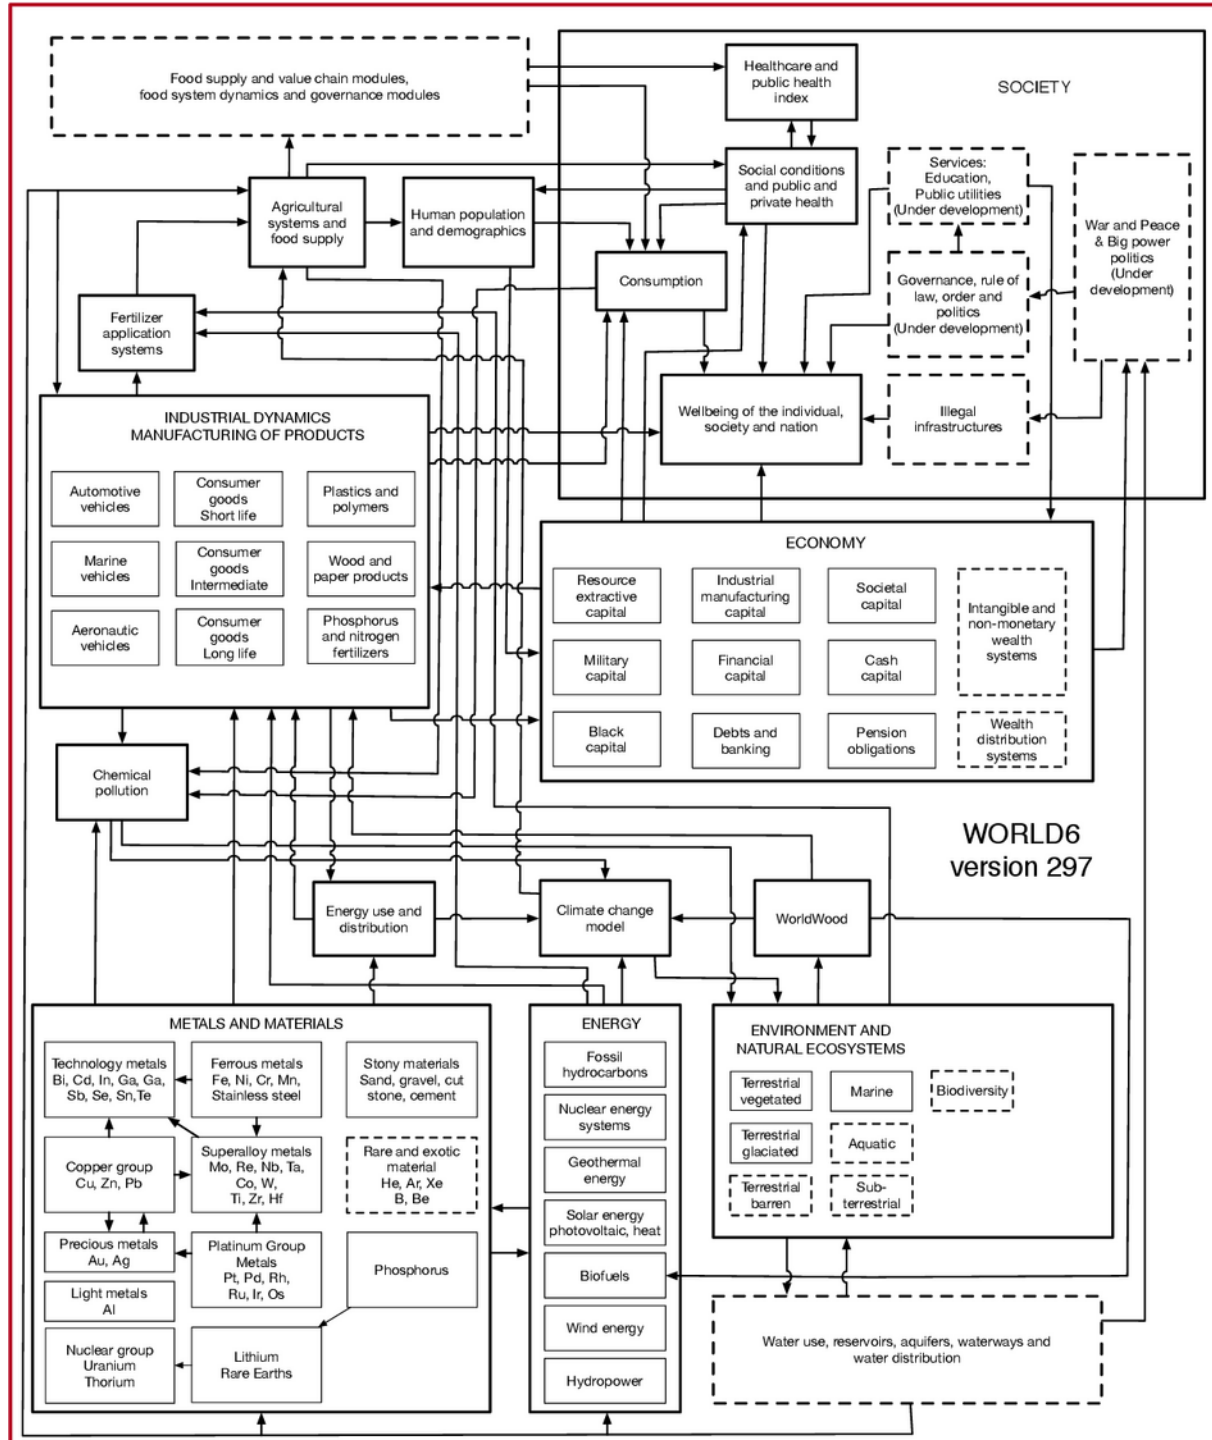 Food supply and value chain modules,
food system dynamics and governance modules
Healthcare and
public health
index
SOCIETY
Agricultural
systems and
food supply
Human population
and demographics
Social conditions
and public and
private health
Services:
Education,
Public utilities
(Under development)
War and Peace
& Big power
politics
(Under
development)
Consumption
Governance, rule of
law, order and
politics
(Under development)
Fertilizer
application
systems
Wellbeing of the individual,
society and nation
Illegal
infrastructures
INDUSTRIAL DYNAMICS
MANUFACTURING OF PRODUCTS
Automotive
vehicles
Consumer
goods
Short life
Plastics and
polymers
Marine
vehicles
Consumer
goods
Intermediate
Wood and
paper products
Aeronautic
vehicles
Consumer
goods
Long life
Phosphorus
and nitrogen
fertilizers
ECONOMY
Resource
extractive
capital
Industrial
manufacturing
capital
Societal
capital
Intangible and
non-monetary
wealth
systems
Military
capital
Financial
capital
Cash
capital
Black
capital
Debts and
banking
Pension
obligations
Wealth
distribution
systems
Chemical
pollution
WORLD6
version 297
Energy use and
distribution
Climate change
model
WorldWood
METALS AND MATERIALS
Technology metals
Bi, Cd, In, Ga, Ga,
Sb, Se, Sn,Te
Ferrous metals
Fe, Ni, Cr, Mn,
Stainless steel
Stony materials
Sand, gravel, cut
stone, cement
Copper group
Cu, Zn, Pb
Superalloy metals
Mo, Re, Nb, Ta,
Co, W,
Ti, Zr, Hf
Rare and exotic
material
He, Ar, Xe
B, Be
Precious metals
Au, Ag
Platinum Group
Metals
Pt, Pd, Rh,
Ru, Ir, Os
Phosphorus
Light metals
Al
Nuclear group
Uranium
Thorium
Lithium
Rare Earths
ENERGY
Fossil
hydrocarbons
Nuclear energy
systems
Geothermal
energy
Solar energy
photovoltaic, heat
Biofuels
Wind energy
Hydropower
ENVIRONMENT AND
NATURAL ECOSYSTEMS
Terrestrial
vegetated
Marine
Biodiversity
Terrestrial
glaciated
Aquatic
Terrestrial
barren
Sub-
terrestrial
Water use, reservoirs, aquifers, waterways and
water distribution